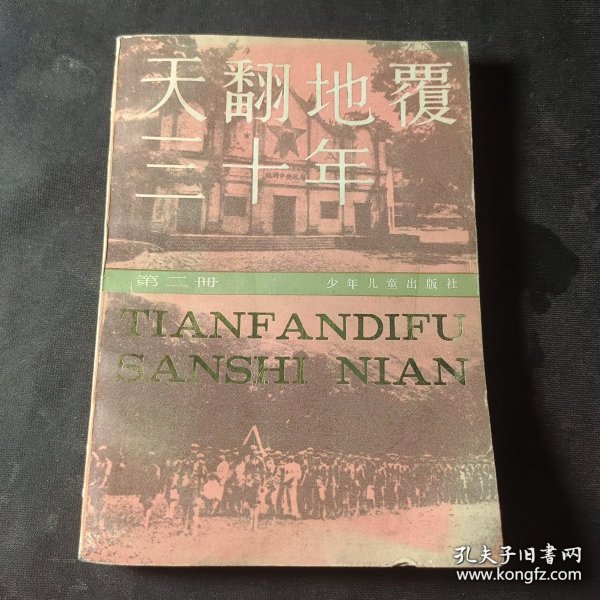 天翻地覆
三十年
第二冊
少年儿童出版社
TIANFANDIFU
SANSHI NIAN
孔夫子旧书网
www.kongfz.com